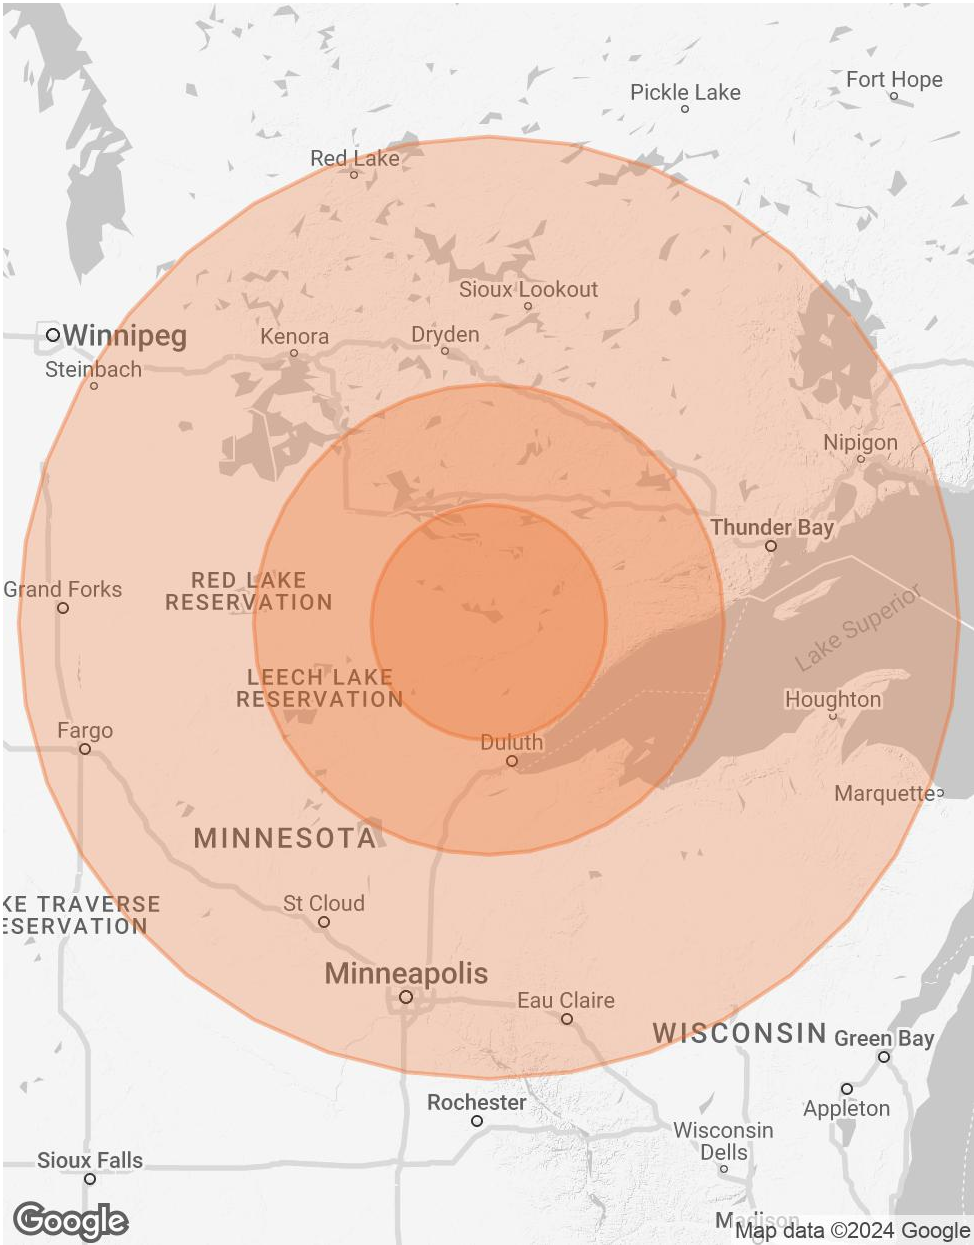 Fort Hope
Pickle Lake
Red Lake
Sioux Lookout
Winnipeg
Kenora
Dryden
Steinbach
Nipigon
Thunder Bay
Grand Forks
RED LAKE
RESERVATION
Lake Superior
LEECH LAKE
RESERVATION
Houghton
Fargo
Duluth
Marquette
MINNESOTA
KE TRAVERSE
ESERVATION
St Cloud
Minneapolis
Eau Claire
WISCONSIN
Green Bay
Rochester
Appleton
Wisconsin
Dells
Sioux Falls
Madison
Google
Map data ©2024 Google